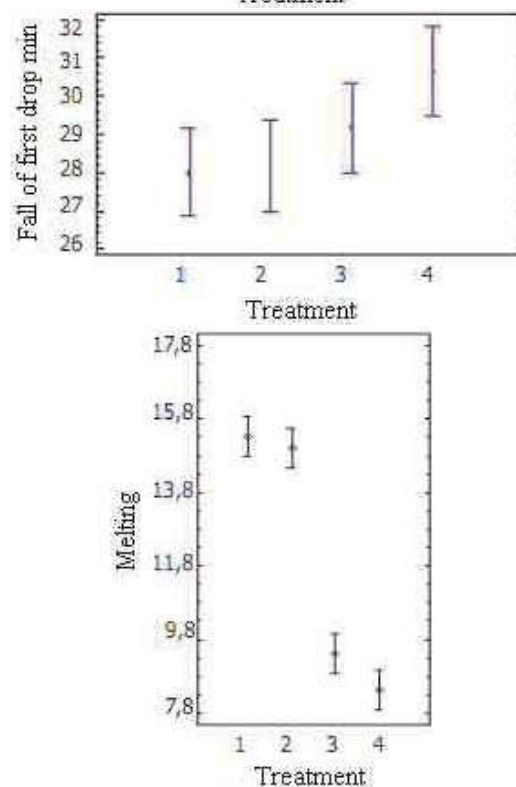 Treatment
Fall of first drop min
32
31
30
29
28
27
26
1 2 3 4
Treatment
Melting
17,8
15,8
13,8
11,8
9,8
7,8
1 2 3 4
Treatment